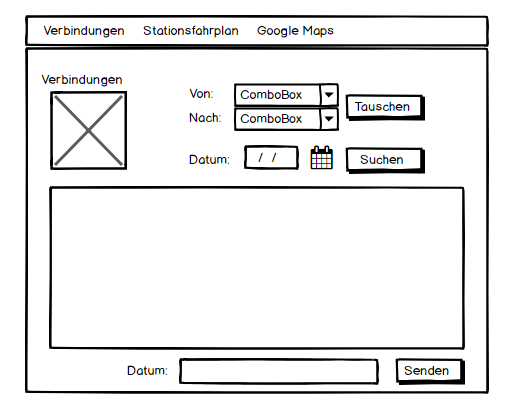 Verbindungen Stationsfahrplan Google Maps
Verbindungen
Von: ComboBox
Tauschen
Nach: ComboBox
Datum: / / Suchen
Datum: Senden